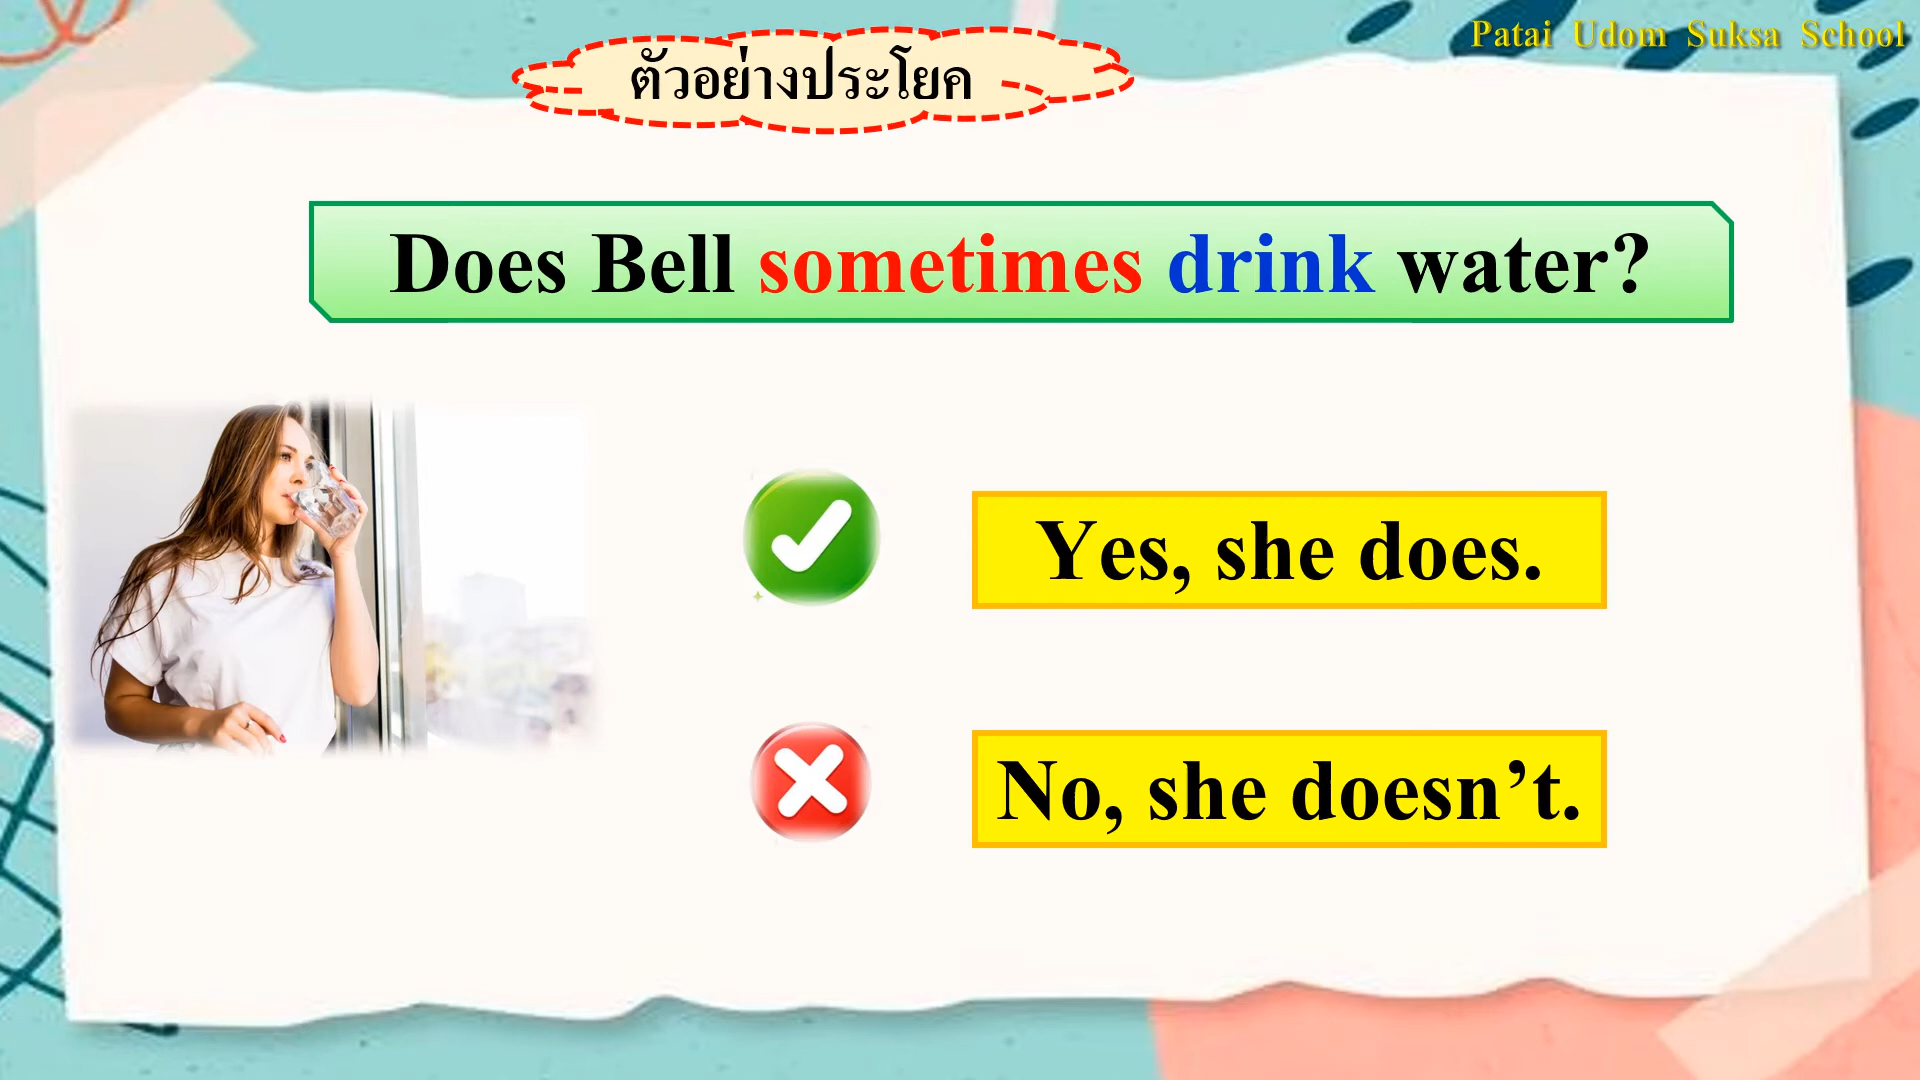 Patai Udom Suksa School
ตัวอย่างประโยค
Does Bell sometimes drink water?
Yes, she does.
No, she doesn’t.